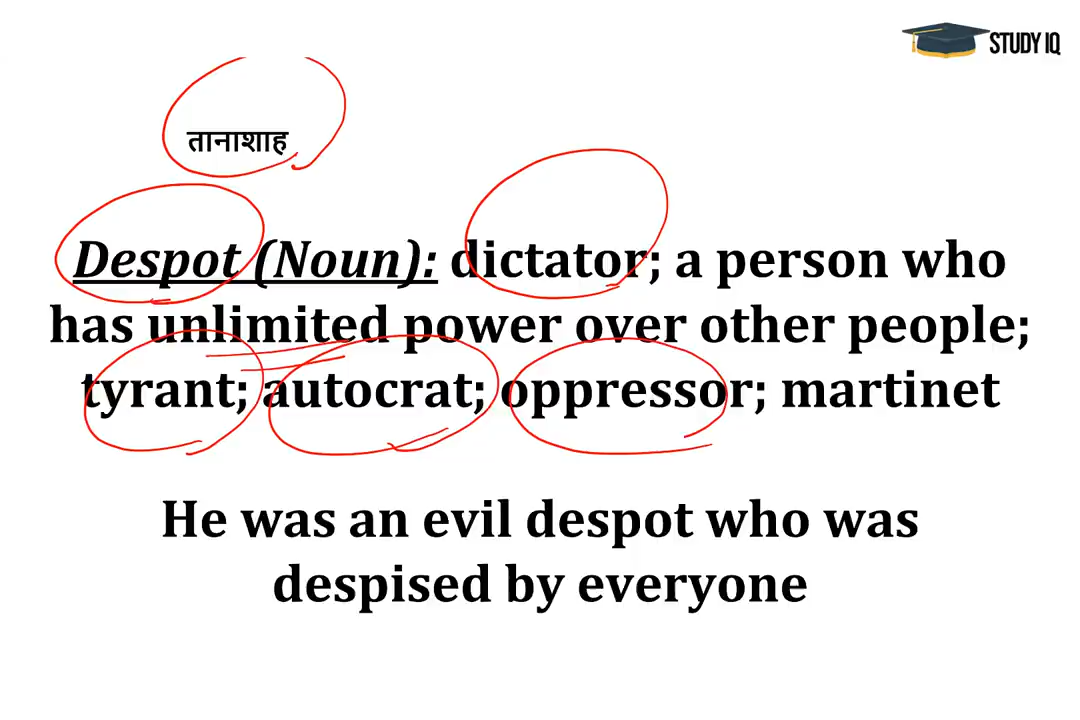 STUDY IQ
तानाशाह
Despot (Noun): dictator; a person who
has unlimited power over other people;
tyrant; autocrat; oppressor; martinet
He was an evil despot who was
despised by everyone